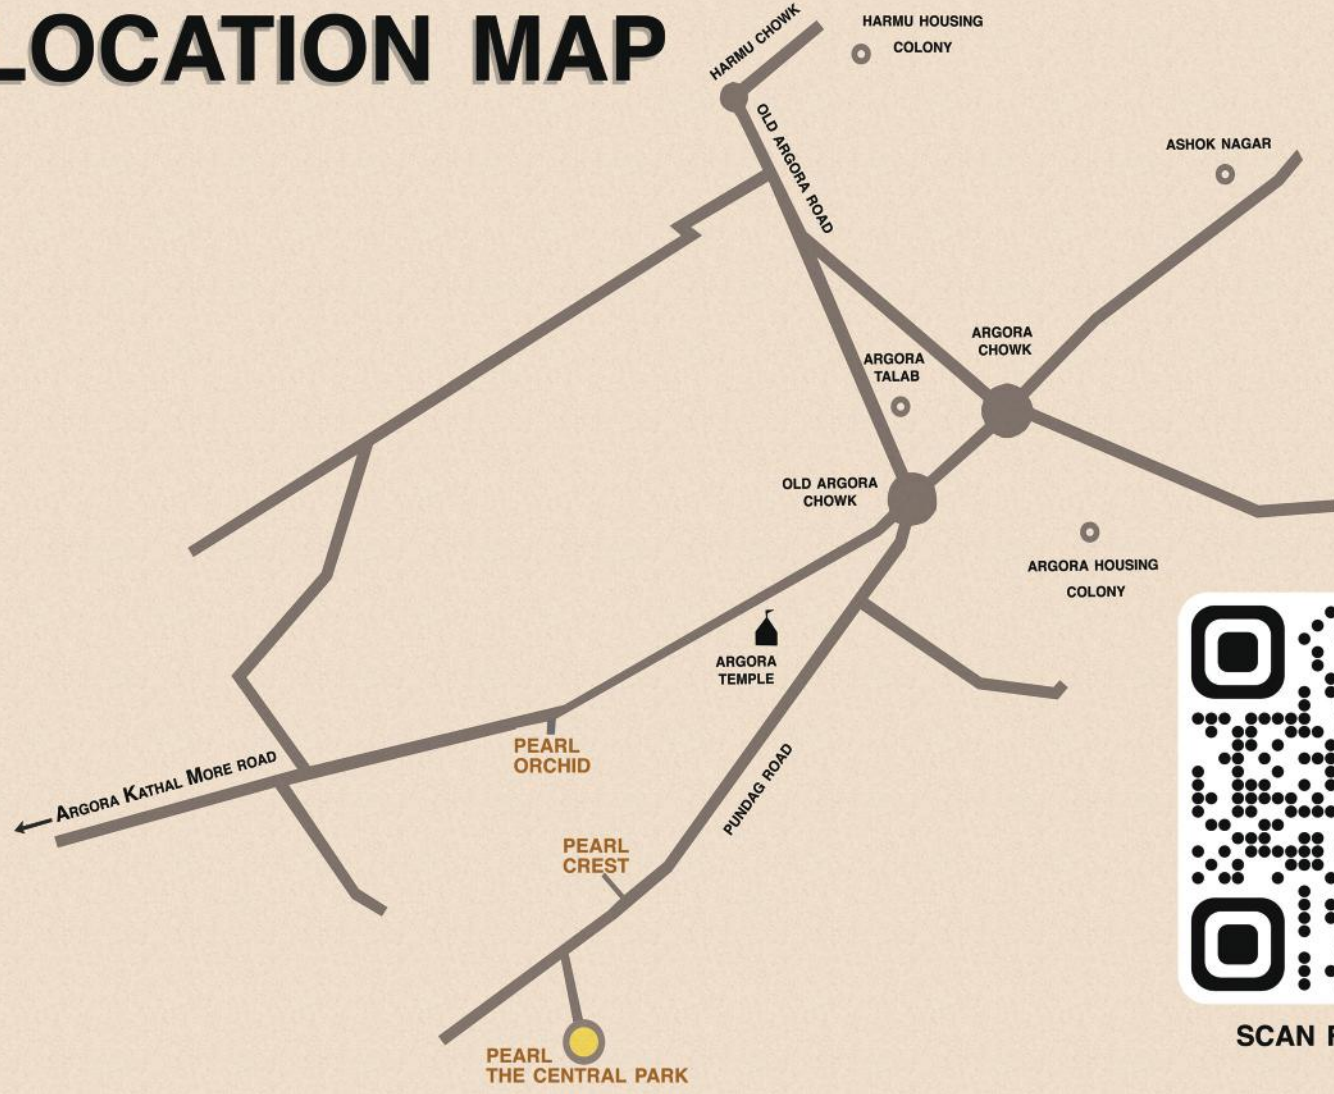 LOCATION MAP
HARMU CHOWK
HARMU HOUSING
COLONY
OLD ARGORA ROAD
ASHOK NAGAR
ARGORA
CHOWK
ARGORA
TALAB
OLD ARGORA
CHOWK
ARGORA HOUSING
COLONY
ARGORA
TEMPLE
PEARL
ORCHID
ARGORA KATHAL MORE ROAD
PUNDAG ROAD
PEARL
CREST
SCAN
PEARL
THE CENTRAL PARK